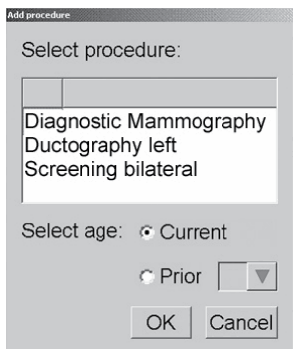 Add procedure
Select procedure:
Diagnostic Mammography
Ductography left
Screening bilateral
Select age: Current
Prior
OK Cancel